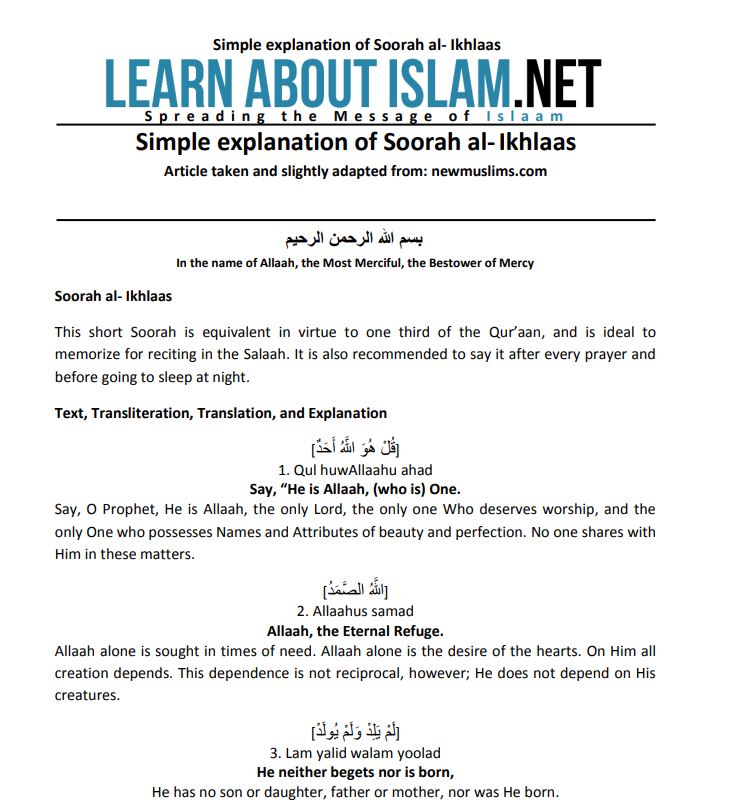 Simple explanation of Soorah al- Ikhlaas
LEARN ABOUT ISLAM.NET
Spreading the Message of Islaam
Simple explanation of Soorah al- Ikhlaas
Article taken and slightly adapted from: newmuslims.com
بسم الله الرحمن الرحيم
In the name of Allaah, the Most Merciful, the Bestower of Mercy
Soorah al- Ikhlaas
This short Soorah is equivalent in virtue to one third of the Qur’aan, and is ideal to
memorize for reciting in the Salaah. It is also recommended to say it after every prayer and
before going to sleep at night.
Text, Transliteration, Translation, and Explanation
[قُلْ هُوَ اللَّهُ أَحَدٌ]
1. Qul huwAllaahu ahad
Say, “He is Allaah, (who is) One.
Say, O Prophet, He is Allaah, the only Lord, the only one Who deserves worship, and the
only One who possesses Names and Attributes of beauty and perfection. No one shares with
Him in these matters.
[اللَّهُ الصَّمَدُ]
2. Allaahus samad
Allaah, the Eternal Refuge.
Allaah alone is sought in times of need. Allaah alone is the desire of the hearts. On Him all
creation depends. This dependence is not reciprocal, however; He does not depend on His
creatures.
[لَمْ يَلِدْ وَلَمْ يُولَدْ]
3. Lam yalid walam yoolad
He neither begets nor is born,
He has no son or daughter, father or mother, nor was He born.